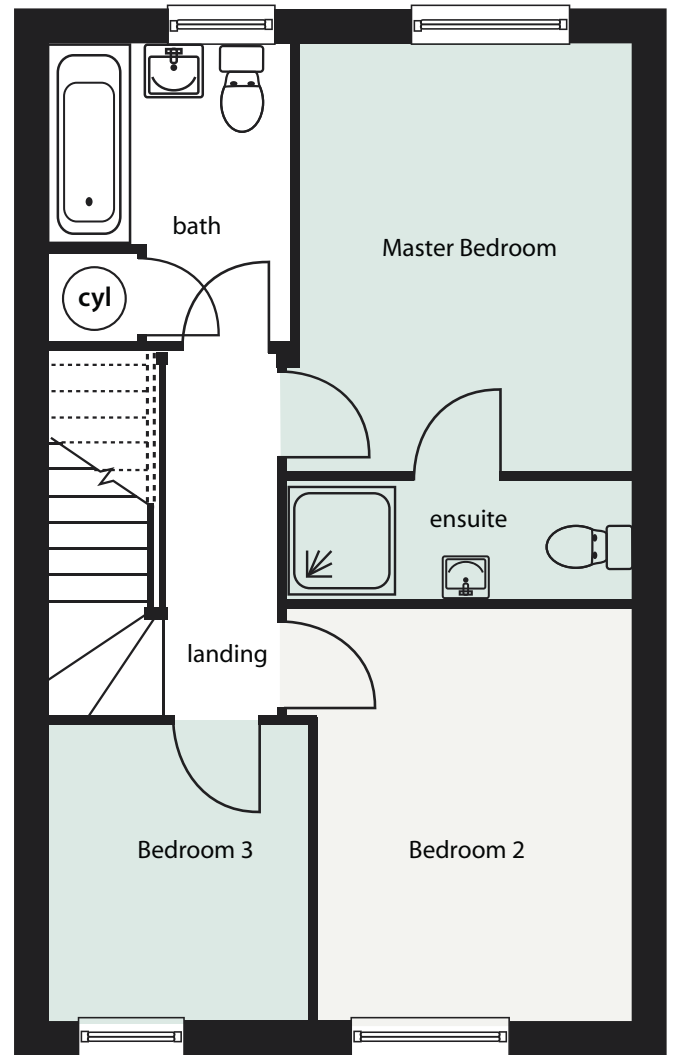 bath
Master Bedroom
cyl
ensuite
landing
Bedroom 3
Bedroom 2